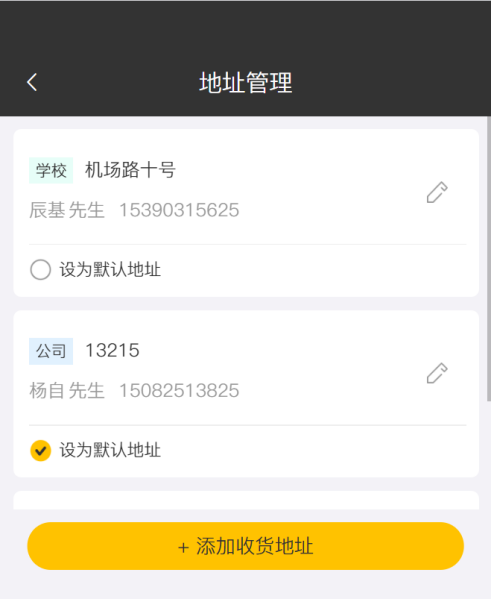 地址管理
学校 机场路十号
辰基先生 15390315625
设为默认地址
公司 13215
杨自先生 15082513825
设为默认地址
+ 添加收货地址